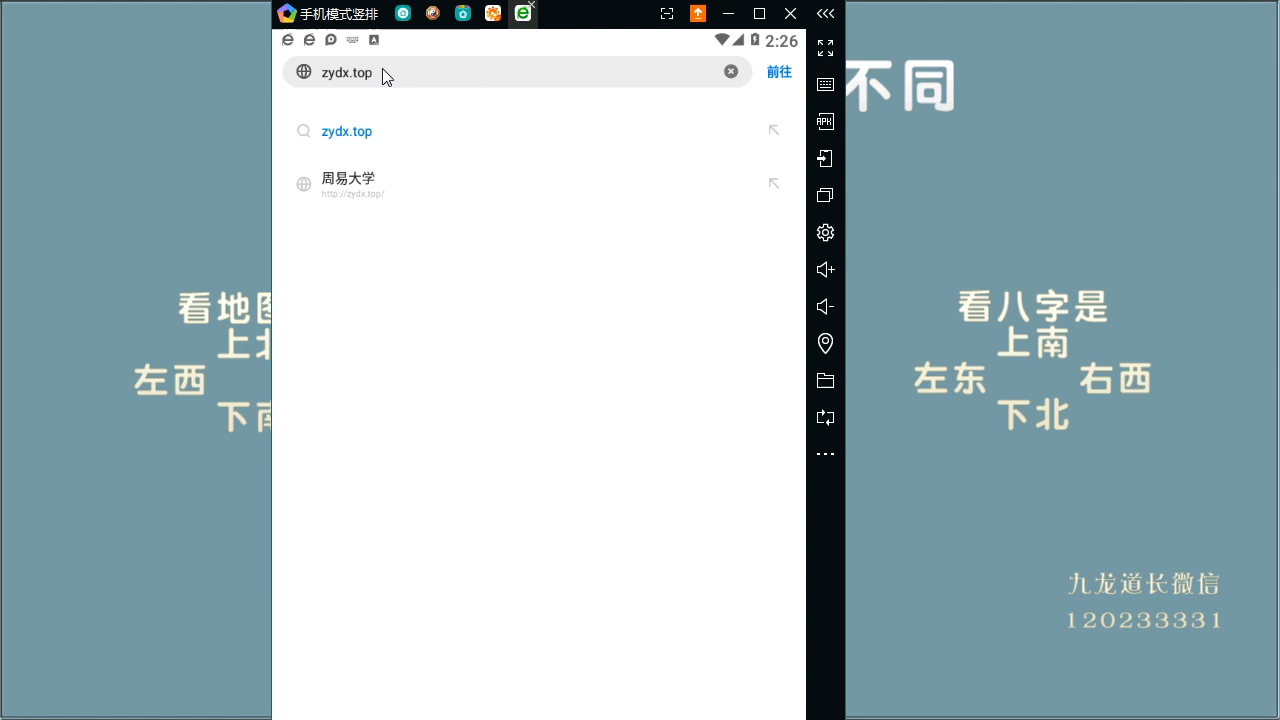 手机模式竖排
2:26
zydx.top
前往
zydx.top
周易大学
http://zydx.top/
APK
不同
看地图
上北
左西
下南
看八字是
上南
左东 右西
下北
九龙道长微信
120233331